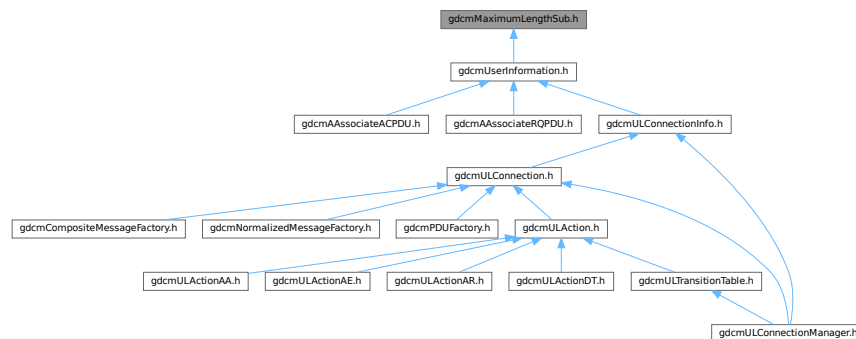 gdcmMaximumLengthSub.h
gdcmUserInformation.h
gdcmAAssociateACPDU.h
gdcmAAssociateRQPDU.h
gdcmULConnectionInfo.h
gdcmULConnection.h
gdcmCompositeMessageFactory.h
gdcmNormalizedMessageFactory.h
gdcmPDUFactory.h
gdcmULAction.h
gdcmULActionAA.h
gdcmULActionAE.h
gdcmULActionAR.h
gdcmULActionDT.h
gdcmULTransitionTable.h
gdcmULConnectionManager.h